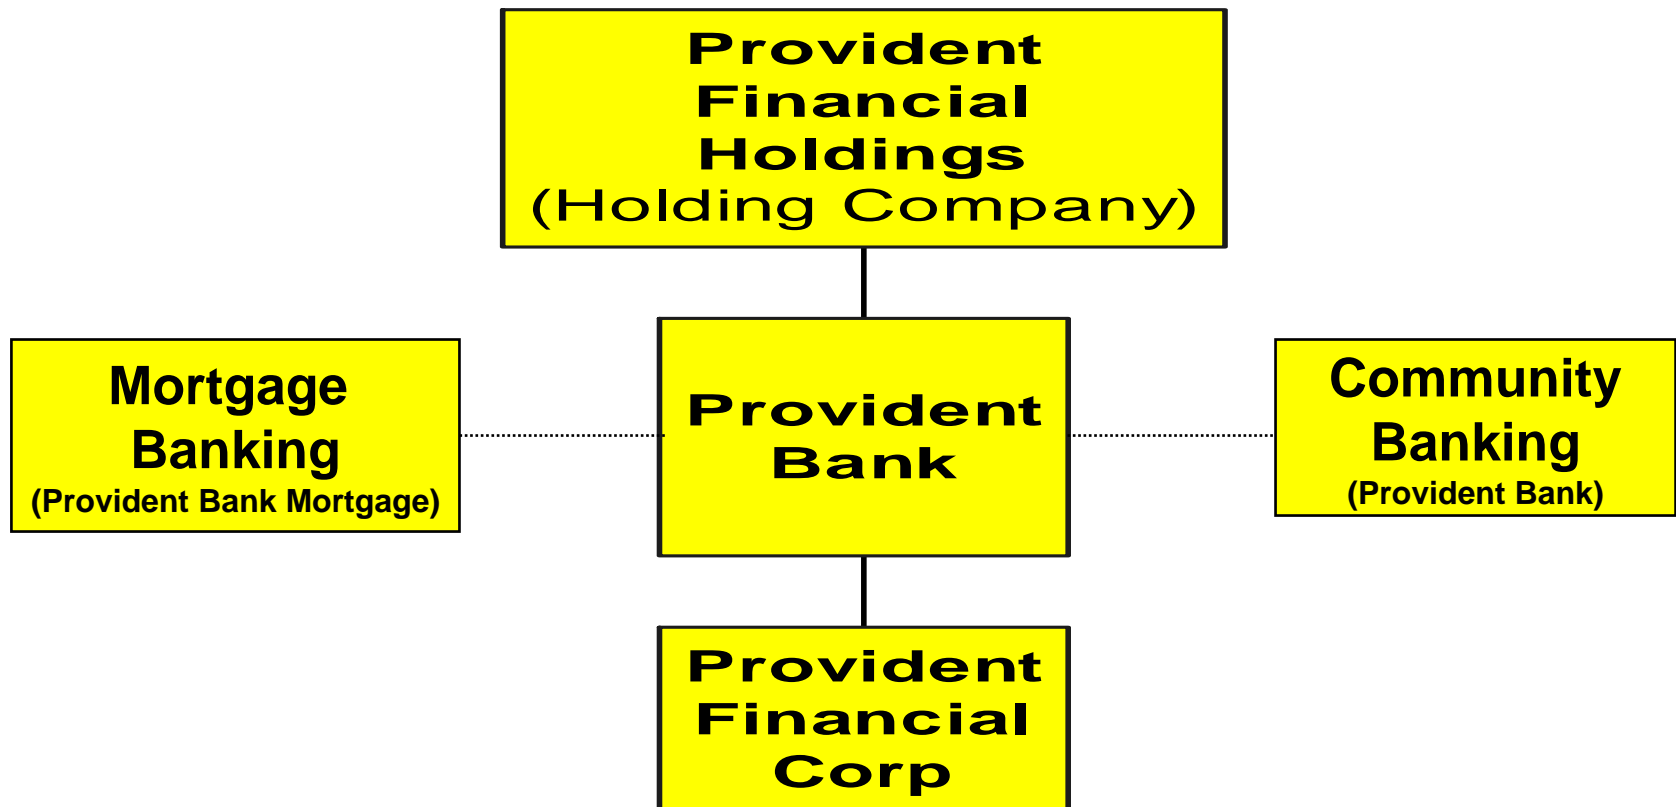 Provident
Financial
Holdings
(Holding Company)
Mortgage
Banking
(Provident Bank Mortgage)
Provident
Bank
Community
Banking
(Provident Bank)
Provident
Financial
Corp